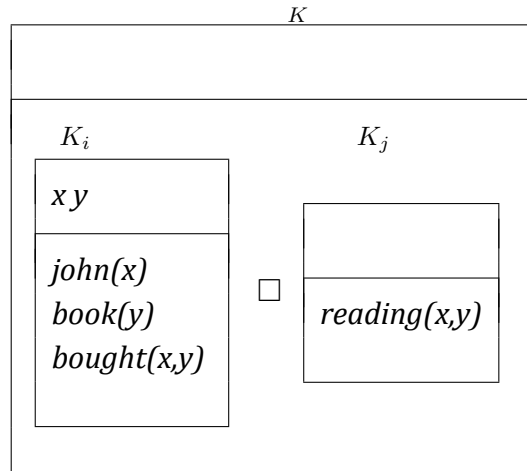 K
K_i K_j
x y
john(x)
book(y)
bought(x,y)
□
reading(x,y)